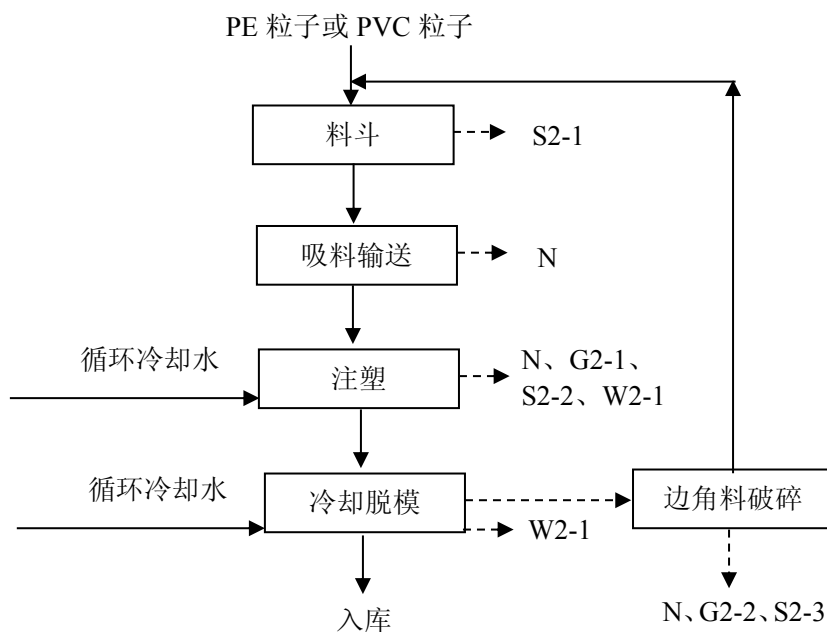 PE 粒子或 PVC 粒子
料斗
S2-1
吸料输送
N
循环冷却水
注塑
N、G2-1、
S2-2、W2-1
循环冷却水
冷却脱模
边角料破碎
W2-1
入库
N、G2-2、S2-3